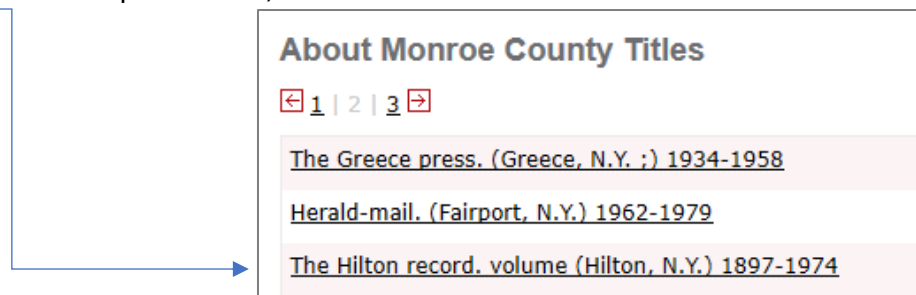 About Monroe County Titles
1 | 2 | 3
The Greece press. (Greece, N.Y. ;) 1934-1958
Herald-mail. (Fairport, N.Y.) 1962-1979
The Hilton record. volume (Hilton, N.Y.) 1897-1974